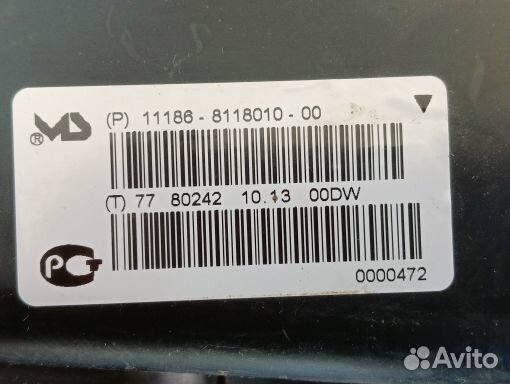 (P) 11186 - 8118010 - 00
(T) 77 80242 10.13 00DW
0000472
Avito